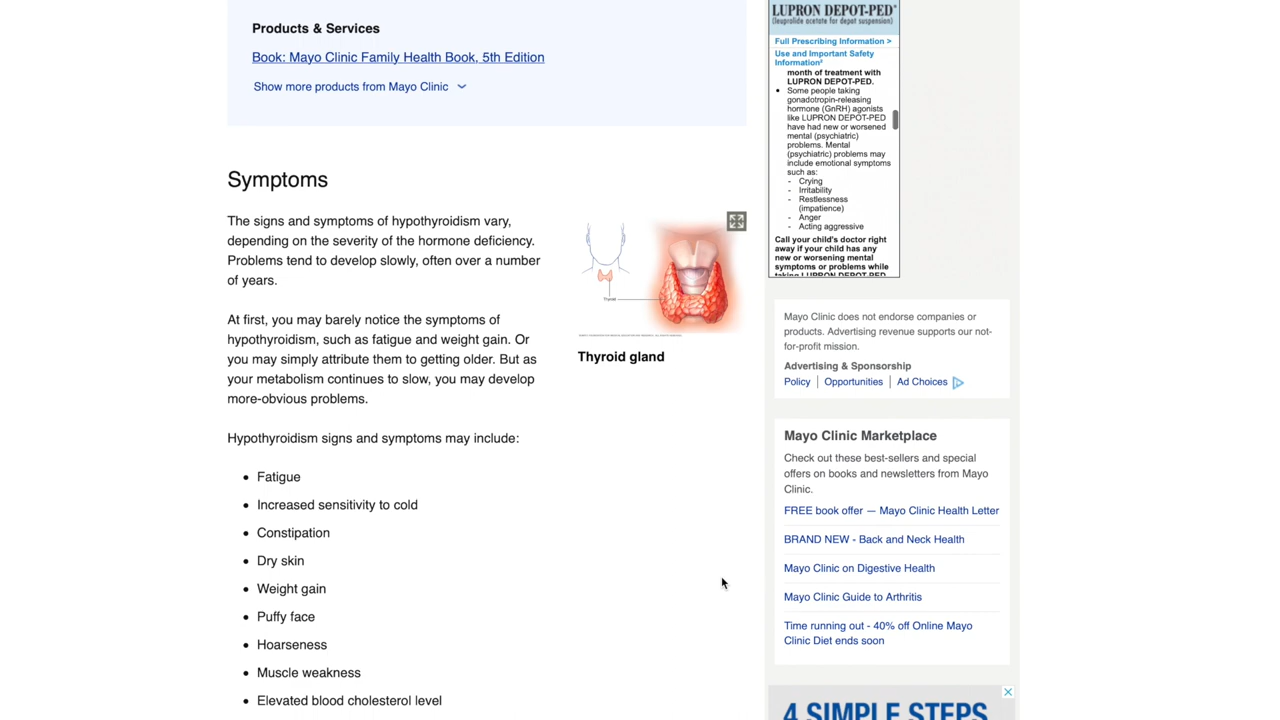 Products & Services
Book: Mayo Clinic Family Health Book, 5th Edition
Show more products from Mayo Clinic
Symptoms
The signs and symptoms of hypothyroidism vary,
depending on the severity of the hormone deficiency.
Problems tend to develop slowly, often over a number
of years.
At first, you may barely notice the symptoms of
hypothyroidism, such as fatigue and weight gain. Or
you may simply attribute them to getting older. But as
your metabolism continues to slow, you may develop
more-obvious problems.
Thyroid
Thyroid gland
Hypothyroidism signs and symptoms may include:
• Fatigue
• Increased sensitivity to cold
• Constipation
• Dry skin
• Weight gain
• Puffy face
• Hoarseness
• Muscle weakness
• Elevated blood cholesterol level
LUPRON DEPOT-PED®
(leuprolide acetate for depot suspension)
Full Prescribing Information >
Use and Important Safety
Information²
month of treatment with
LUPRON DEPOT-PED.
• Some people taking
gonadotropin-releasing
hormone (GnRH) agonists
like LUPRON DEPOT-PED
have had new or worsened
mental (psychiatric)
problems. Mental
(psychiatric) problems may
include emotional symptoms
such as:
- Crying
- Irritability
- Restlessness
(impatience)
- Anger
- Acting aggressive
Call your child's doctor right
away if your child has any
new or worsening mental
symptoms or problems while
taking LUPRON DEPOT-PED
Mayo Clinic does not endorse companies or
products. Advertising revenue supports our not-
for-profit mission.
Advertising & Sponsorship
Policy | Opportunities | Ad Choices
Mayo Clinic Marketplace
Check out these best-sellers and special
offers on books and newsletters from Mayo
Clinic.
FREE book offer — Mayo Clinic Health Letter
BRAND NEW - Back and Neck Health
Mayo Clinic on Digestive Health
Mayo Clinic Guide to Arthritis
Time running out - 40% off Online Mayo
Clinic Diet ends soon
4 SIMPLE STEPS